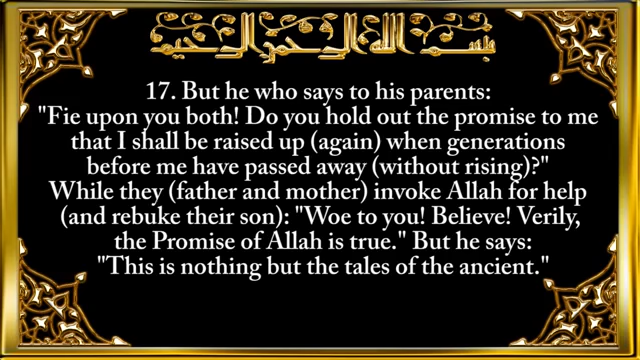 بسم الله الرحمن الرحيم
17. But he who says to his parents:
"Fie upon you both! Do you hold out the promise to me
that I shall be raised up (again) when generations
before me have passed away (without rising)?"
While they (father and mother) invoke Allah for help
(and rebuke their son): "Woe to you! Believe! Verily,
the Promise of Allah is true." But he says:
"This is nothing but the tales of the ancient."